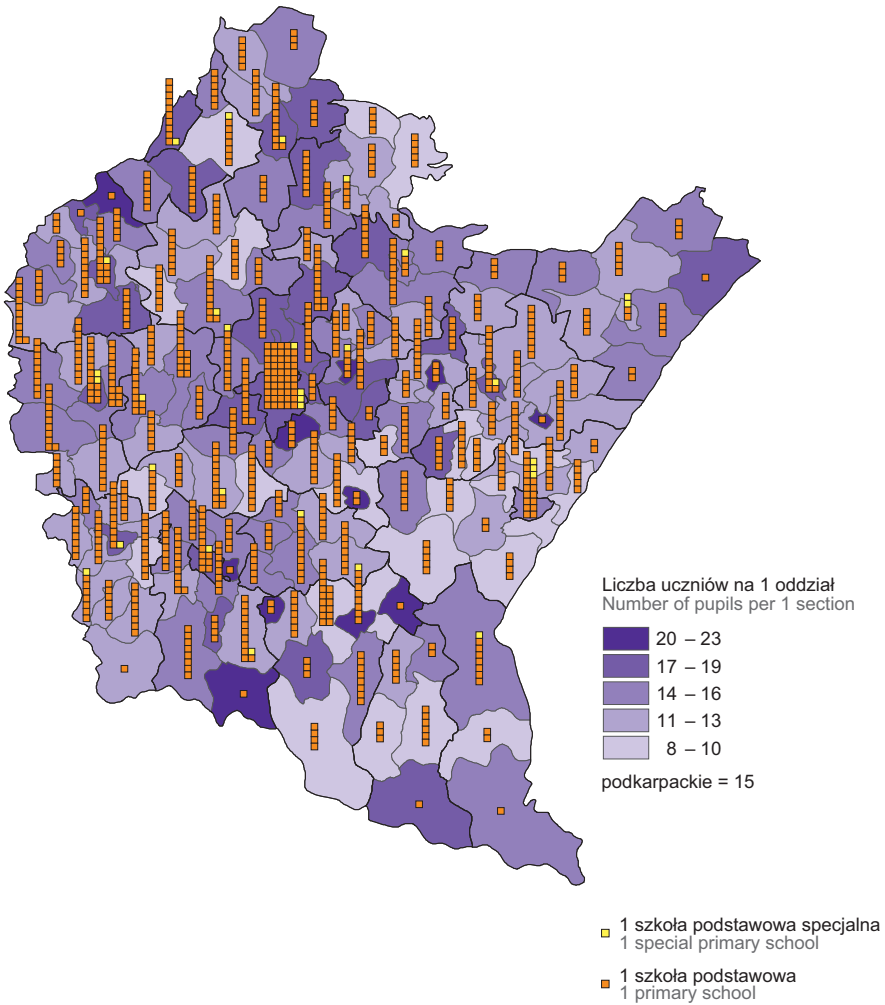 Liczba uczniów na 1 oddział
Number of pupils per 1 section
20 – 23
17 – 19
14 – 16
11 – 13
8 – 10
podkarpackie = 15
1 szkoła podstawowa specjalna
1 special primary school
1 szkoła podstawowa
1 primary school